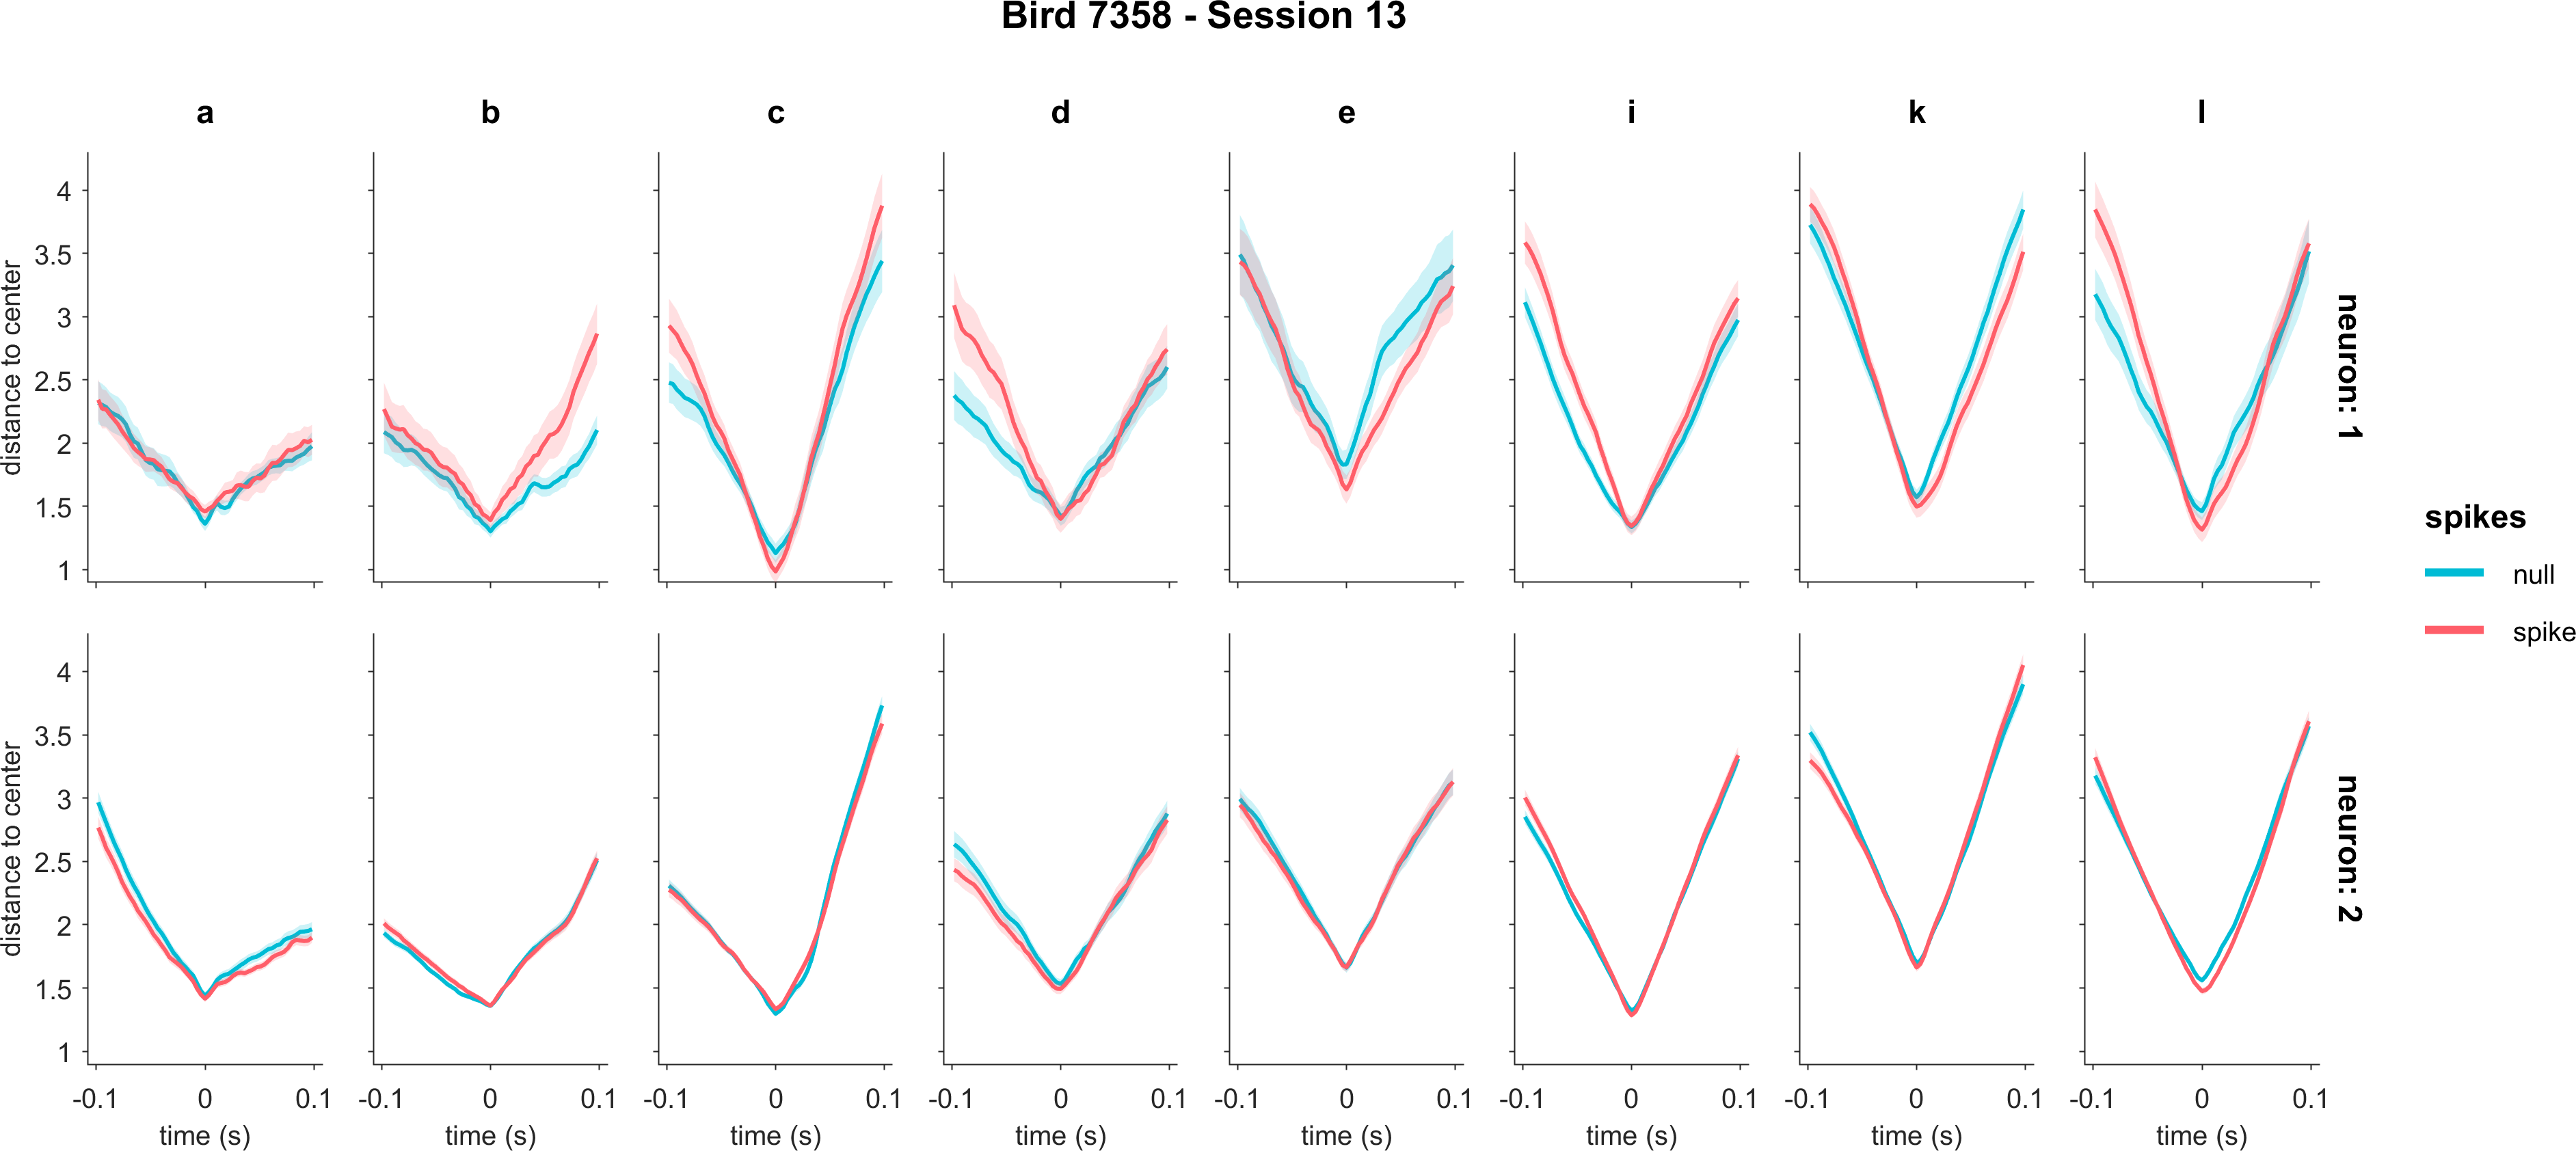 Bird 7358 - Session 13
a b c d e i k l
4
3.5
3
2.5
2
1.5
1
distance to center
neuron: 1
spikes
null
spike
4
3.5
3
2.5
2
1.5
1
distance to center
neuron: 2
-0.1 0 0.1 -0.1 0 0.1 -0.1 0 0.1 -0.1 0 0.1 -0.1 0 0.1 -0.1 0 0.1 -0.1 0 0.1 -0.1 0 0.1
time (s) time (s) time (s) time (s) time (s) time (s) time (s) time (s)